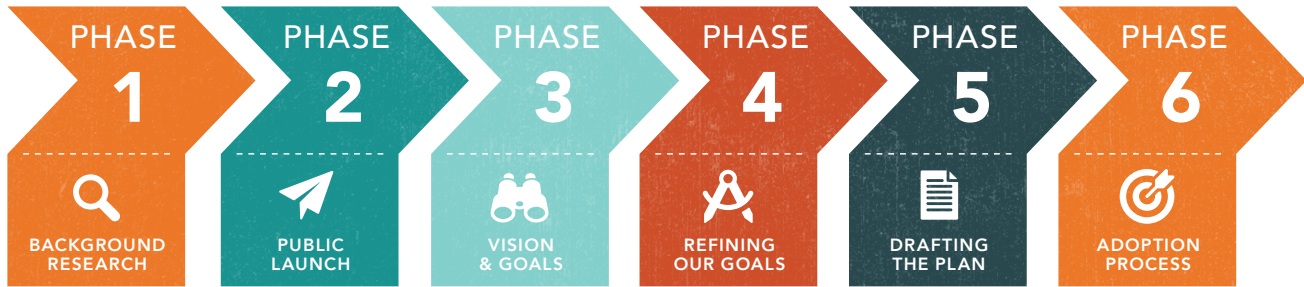 PHASE
1
BACKGROUND
RESEARCH
PHASE
2
PUBLIC
LAUNCH
PHASE
3
VISION
& GOALS
PHASE
4
REFINING
OUR GOALS
PHASE
5
DRAFTING
THE PLAN
PHASE
6
ADOPTION
PROCESS